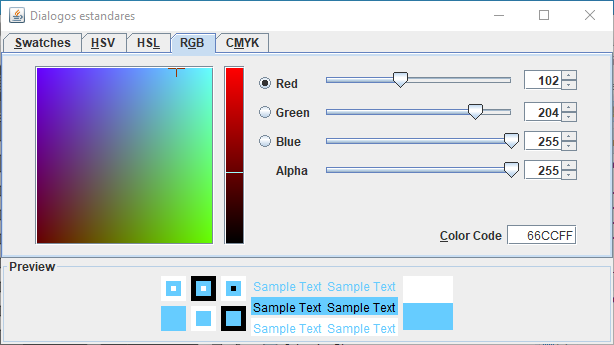 Dialogos estandares
Swatches HSV HSL RGB CMYK
Red 102
Green 204
Blue 255
Alpha 255
Color Code 66CCFF
Preview
Sample Text Sample Text
Sample Text Sample Text
Sample Text Sample Text